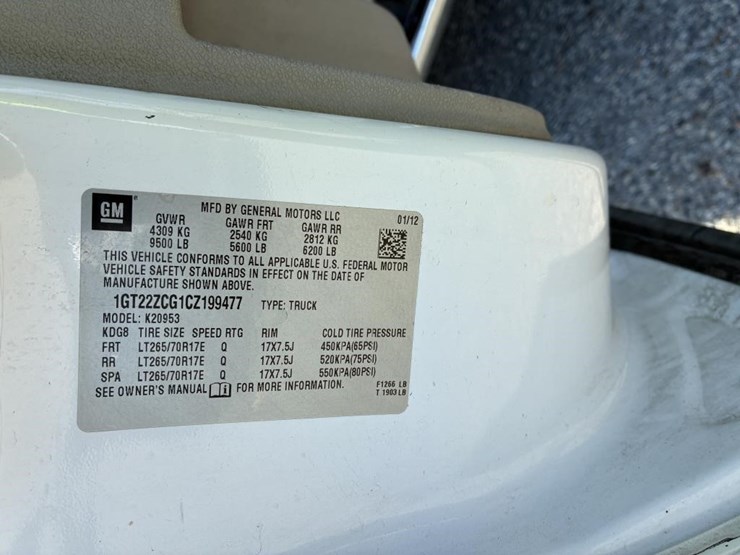 GM
MFD BY GENERAL MOTORS LLC 01/12
GVWR GAWR FRT GAWR RR
4309 KG 2540 KG 2812 KG
9500 LB 5600 LB 6200 LB
THIS VEHICLE CONFORMS TO ALL APPLICABLE U.S. FEDERAL MOTOR
VEHICLE SAFETY STANDARDS IN EFFECT ON THE DATE OF
MANUFACTURE SHOWN ABOVE.
1GT22ZCG1CZ199477 TYPE: TRUCK
MODEL: K20953
KDG8 TIRE SIZE SPEED RTG RIM COLD TIRE PRESSURE
FRT LT265/70R17E Q 17X7.5J 450KPA(65PSI)
RR LT265/70R17E Q 17X7.5J 520KPA(75PSI)
SPA LT265/70R17E Q 17X7.5J 550KPA(80PSI)
SEE OWNER'S MANUAL FOR MORE INFORMATION.
F1266 LB
T 1903 LB